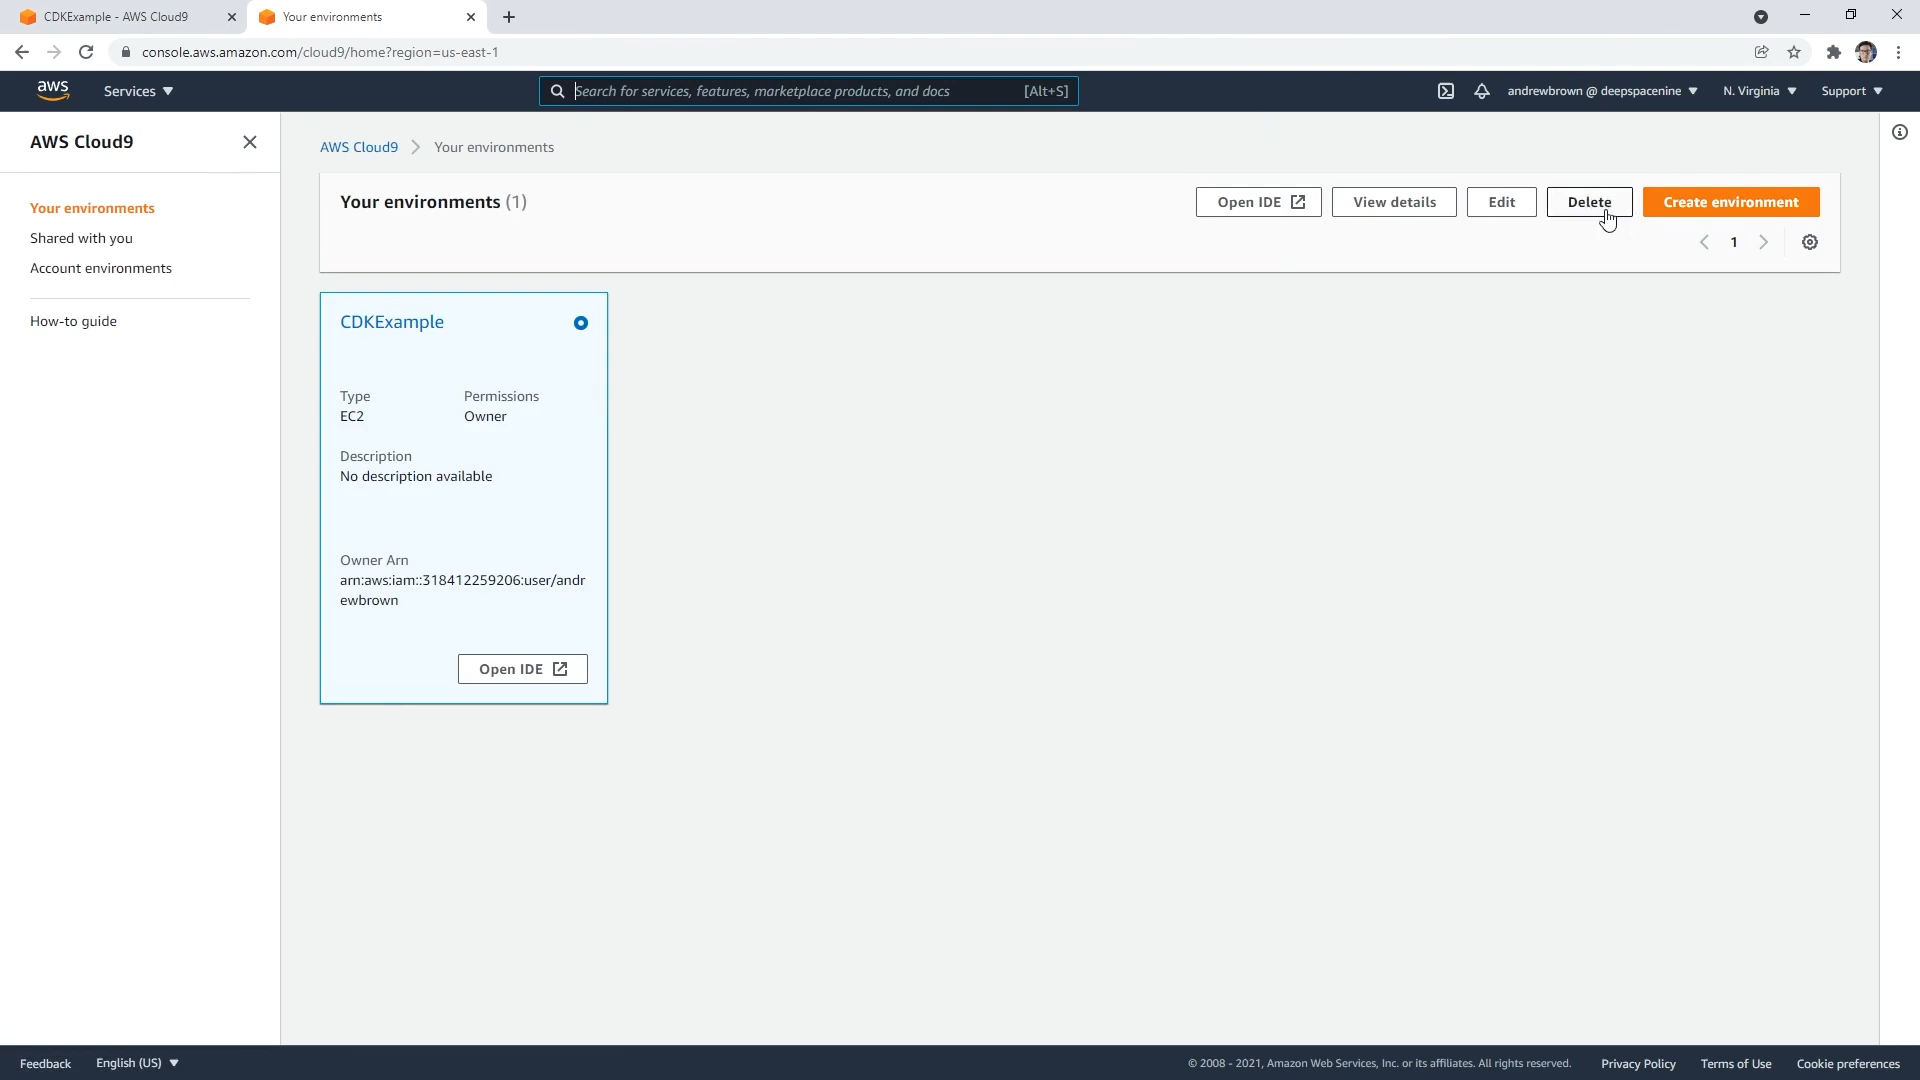 CDKExample - AWS Cloud9
Your environments
console.aws.amazon.com/cloud9/home?region=us-east-1
aws
Services
Search for services, features, marketplace products, and docs
[Alt+S]
andrewbrown @ deepspacenine
N. Virginia
Support
AWS Cloud9
Your environments
Shared with you
Account environments
How-to guide
AWS Cloud9
Your environments
Your environments (1)
Open IDE
View details
Edit
Delete
Create environment
1
CDKExample
Type
EC2
Permissions
Owner
Description
No description available
Owner Arn
arn:aws:iam::318412259206:user/andr
ewbrown
Open IDE
Feedback
English (US)
© 2008 - 2021, Amazon Web Services, Inc. or its affiliates. All rights reserved.
Privacy Policy
Terms of Use
Cookie preferences